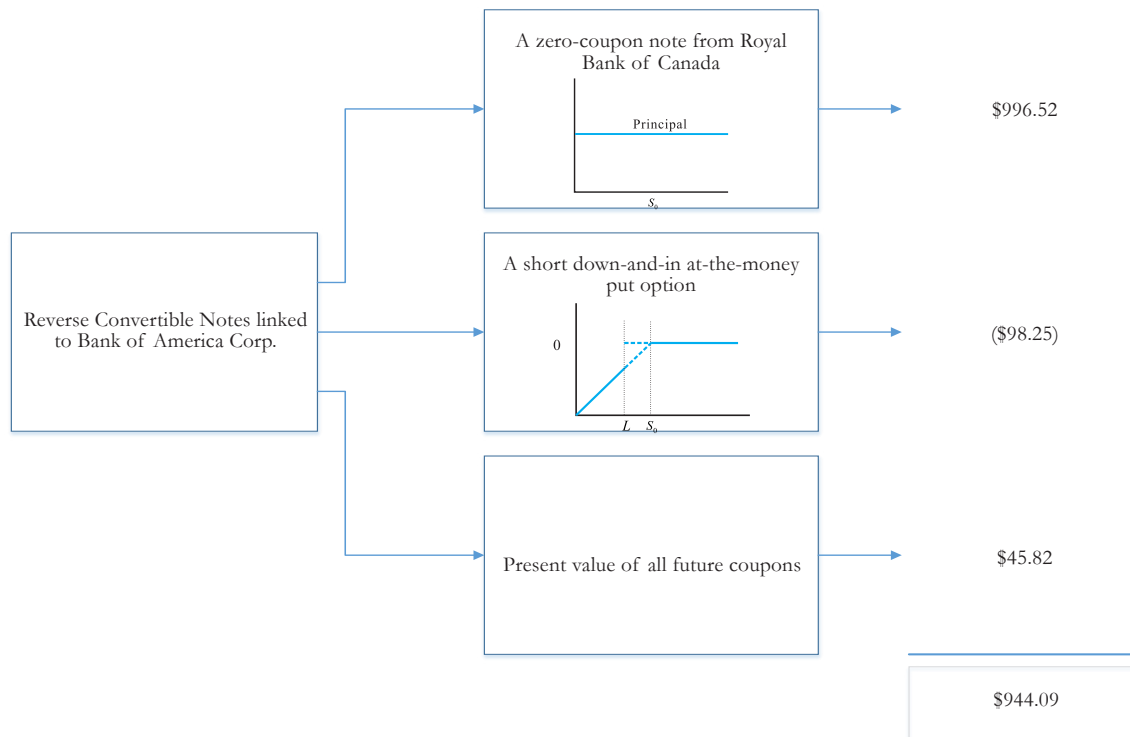 A zero-coupon note from Royal
Bank of Canada
Principal
S₀
$996.52
Reverse Convertible Notes linked
to Bank of America Corp.
A short down-and-in at-the-money
put option
0
L S₀
($98.25)
Present value of all future coupons
$45.82
$944.09